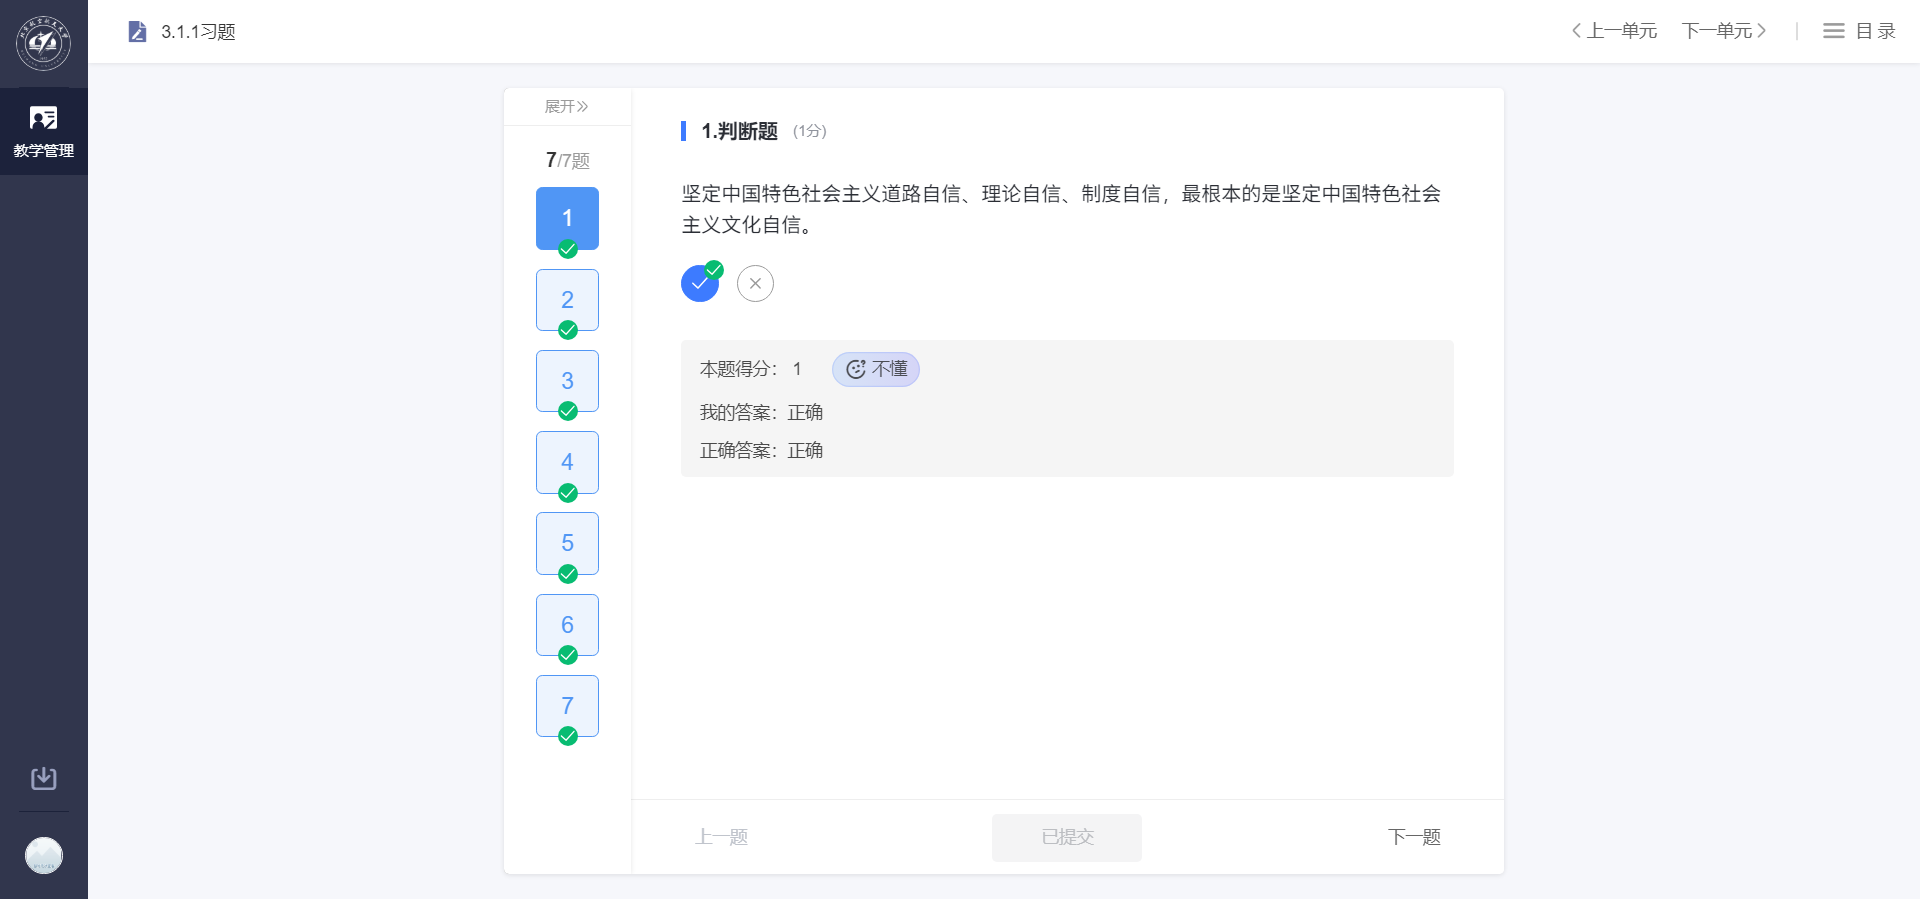 3.1.1习题
上一单元
下一单元
目录
教学管理
展开
7/7题
1
2
3
4
5
6
7
1.判断题 (1分)
坚定中国特色社会主义道路自信、理论自信、制度自信，最根本的是坚定中国特色社会
主义文化自信。
本题得分： 1
不懂
我的答案：正确
正确答案：正确
上一题
已提交
下一题